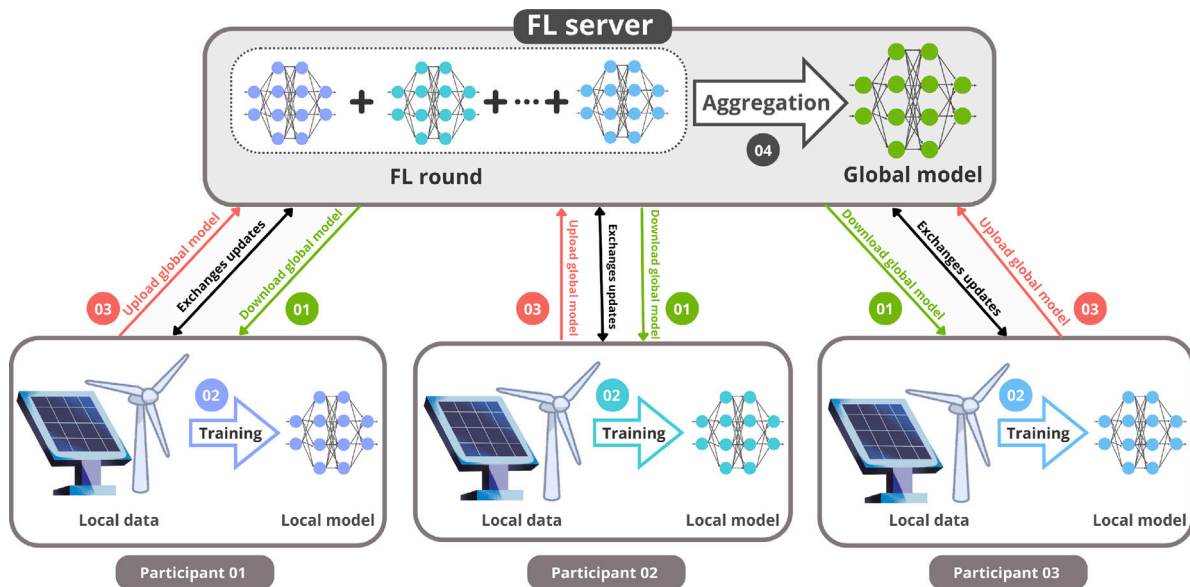 FL server
+ + ... +
Aggregation
04
FL round
Global model
Upload global model
Exchanges updates
Download global model
03
01
Upload global model
Exchanges updates
Download global model
03
01
Download global model
Exchanges updates
Upload global model
01
03
02
Training
Local data
Local model
Participant 01
02
Training
Local data
Local model
Participant 02
02
Training
Local data
Local model
Participant 03